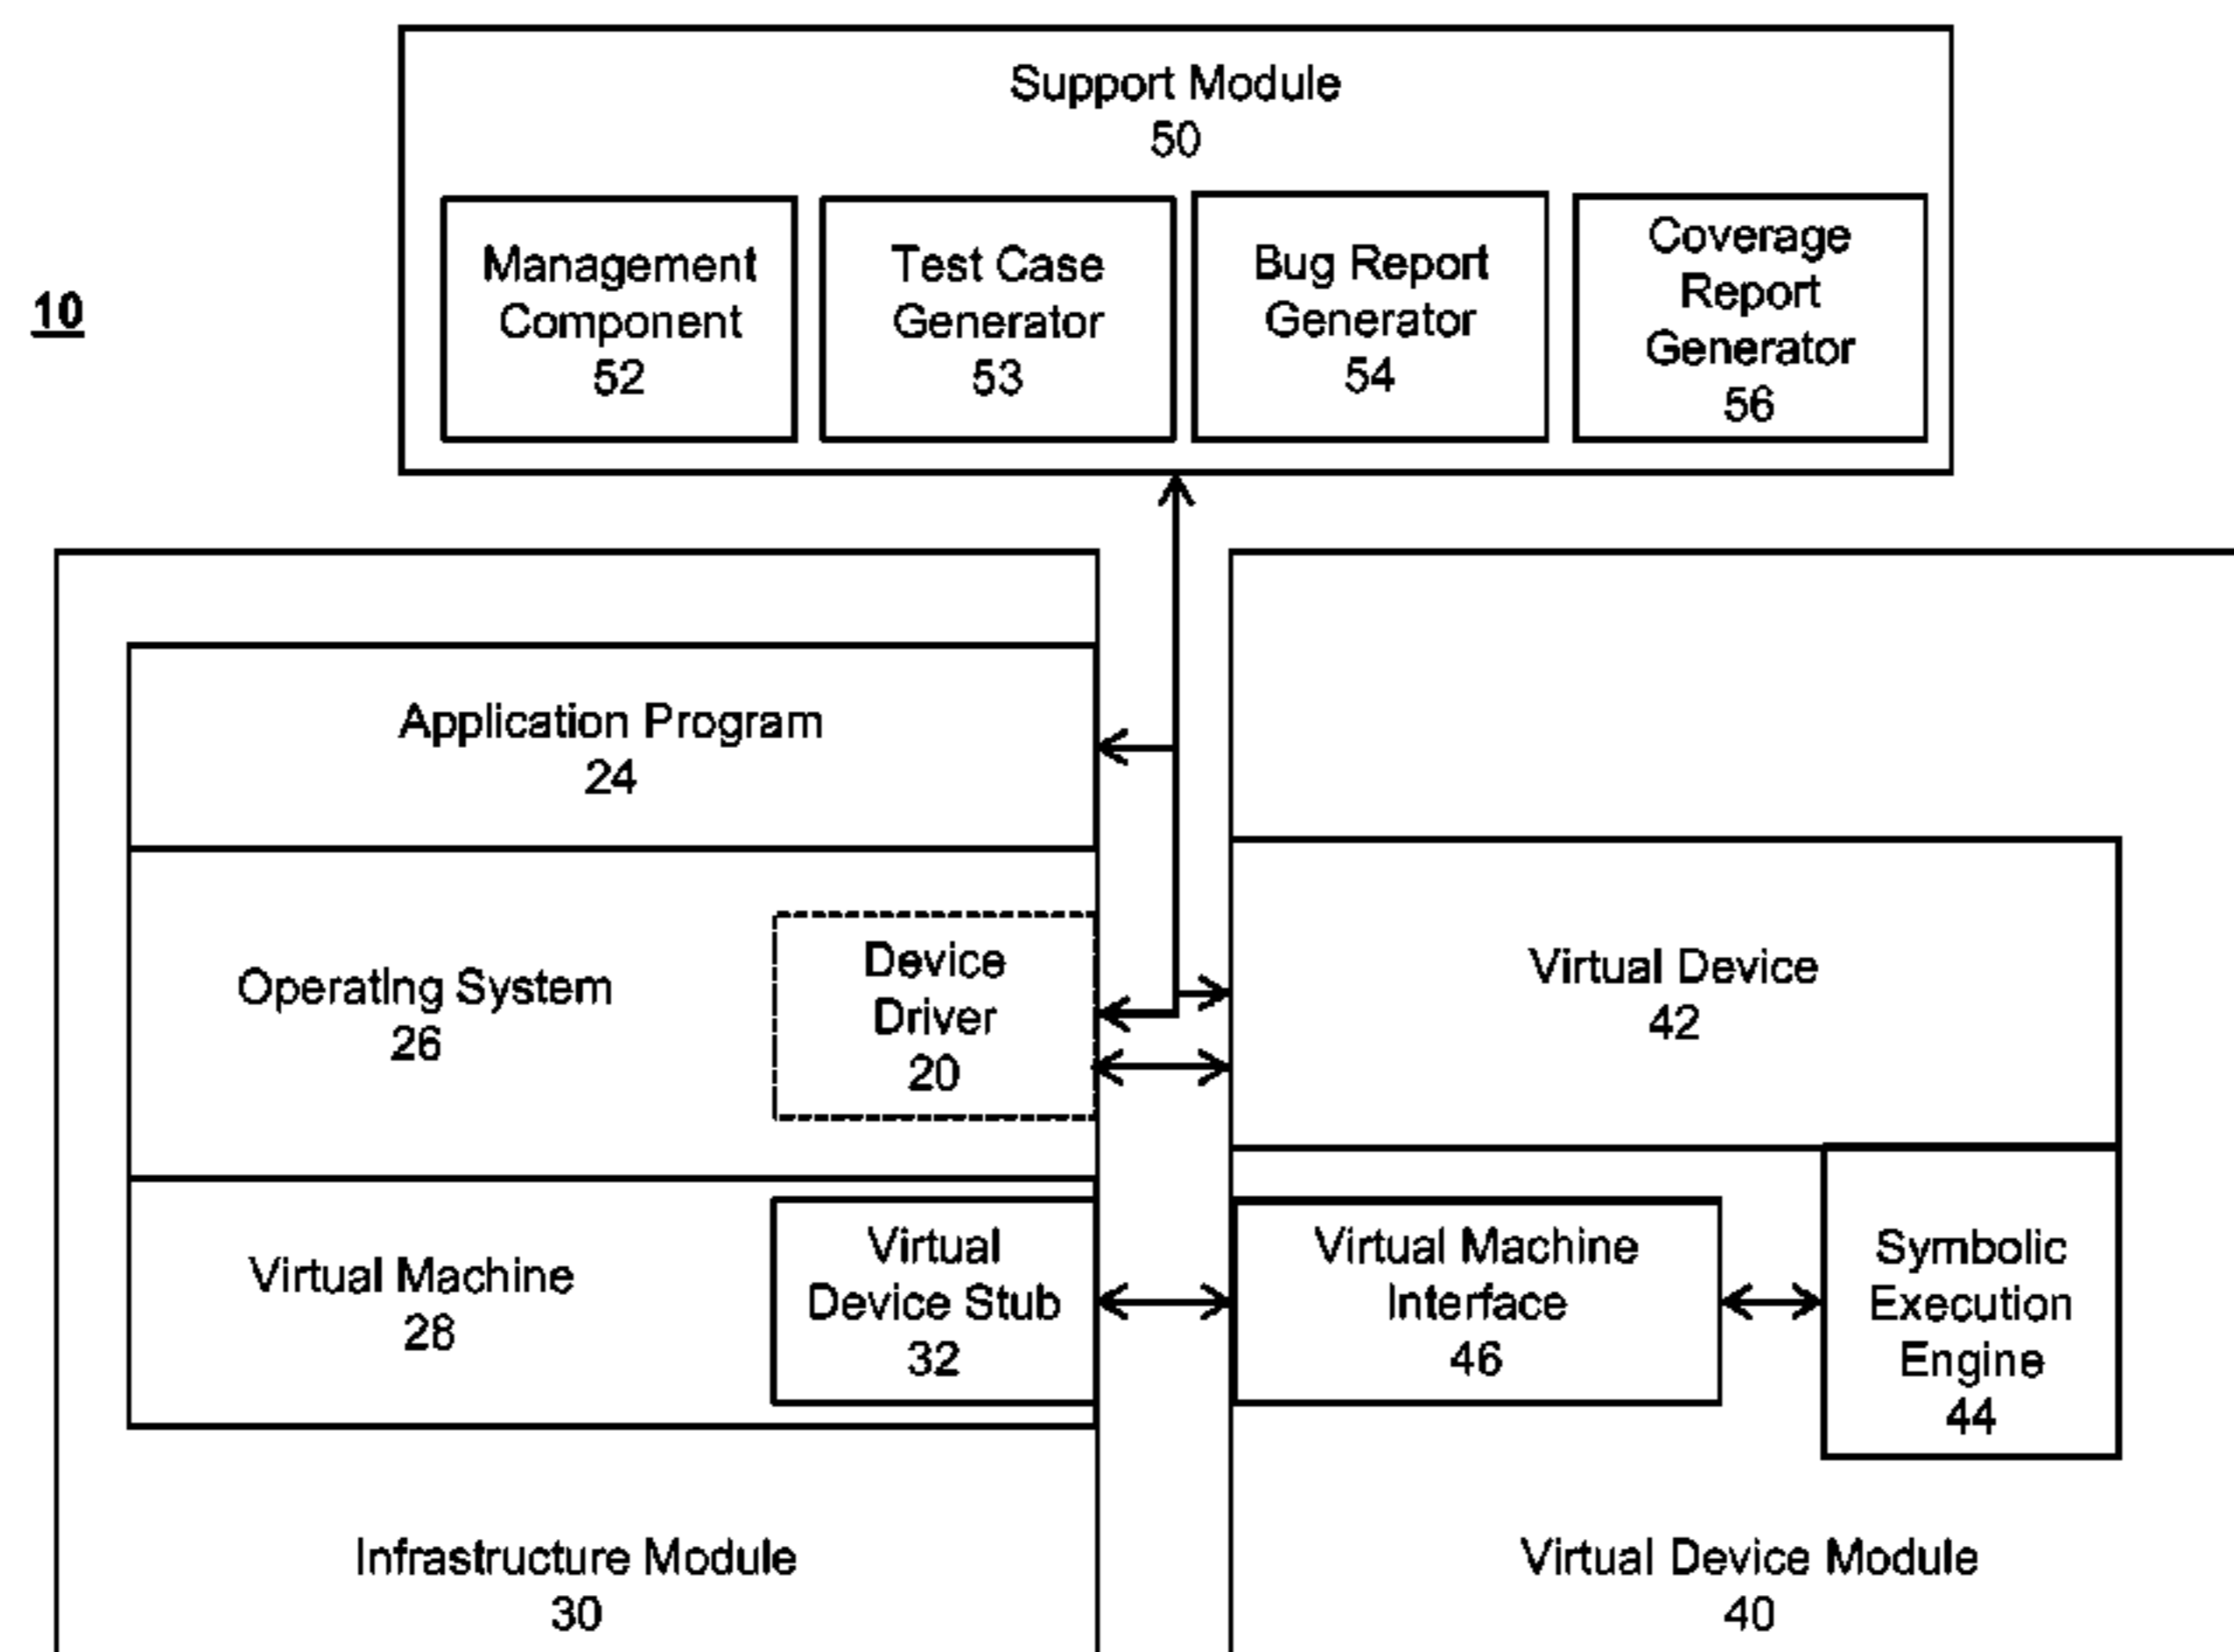 Support Module
50
Management
Component
52
Test Case
Generator
53
Bug Report
Generator
54
Coverage
Report
Generator
56
10
Application Program
24
Operating System
26
Device
Driver
20
Virtual Device
42
Virtual Machine
28
Virtual
Device Stub
32
Virtual Machine
Interface
46
Symbolic
Execution
Engine
44
Infrastructure Module
30
Virtual Device Module
40